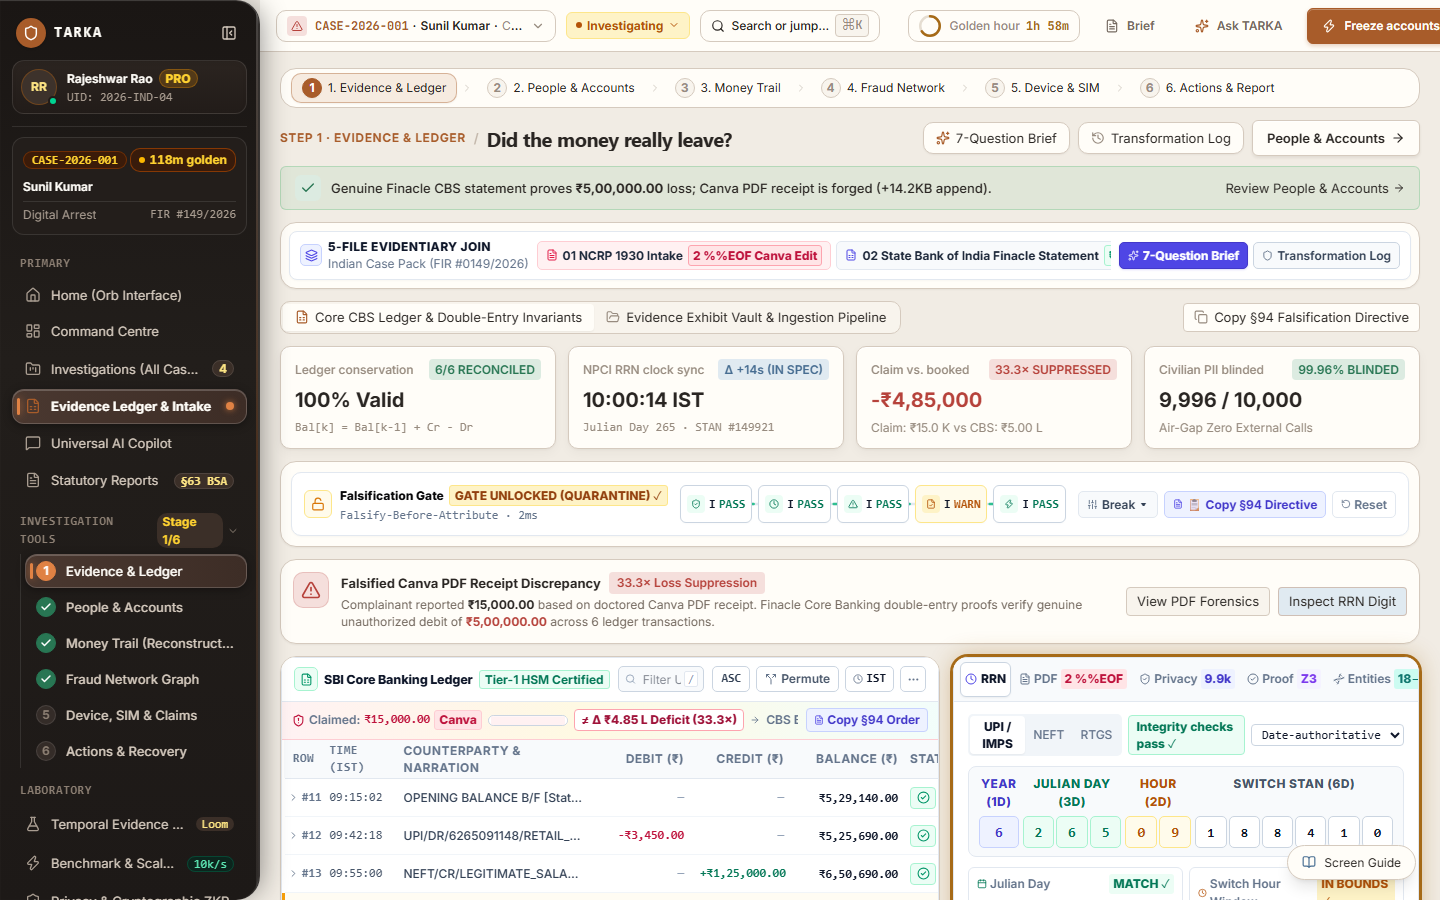 TARKA
RR
Rajeshwar Rao PRO
UID: 2026-IND-04
CASE-2026-001 118m golden
Sunil Kumar
Digital Arrest FIR #149/2026
PRIMARY
Home (Orb Interface)
Command Centre
Investigations (All Cas... 4
Evidence Ledger & Intake
Universal AI Copilot
Statutory Reports §63 BSA
INVESTIGATION TOOLS Stage 1/6
1 Evidence & Ledger
People & Accounts
Money Trail (Reconstruct...
Fraud Network Graph
5 Device, SIM & Claims
6 Actions & Recovery
LABORATORY
Temporal Evidence ... Loom
Benchmark & Scal... 10k/s
CASE-2026-001 · Sunil Kumar · C...
Investigating
Search or jump... ⌘K
Golden hour 1h 58m
Brief
Ask TARKA
Freeze accounts
1 1. Evidence & Ledger
2 2. People & Accounts
3 3. Money Trail
4 4. Fraud Network
5 5. Device & SIM
6 6. Actions & Report
STEP 1 · EVIDENCE & LEDGER / Did the money really leave?
7-Question Brief
Transformation Log
People & Accounts →
✓ Genuine Finacle CBS statement proves ₹5,00,000.00 loss; Canva PDF receipt is forged (+14.2KB append).
Review People & Accounts →
5-FILE EVIDENTIARY JOIN
Indian Case Pack (FIR #0149/2026)
01 NCRP 1930 Intake 2 %%EOF Canva Edit
02 State Bank of India Finacle Statement
7-Question Brief
Transformation Log
Core CBS Ledger & Double-Entry Invariants
Evidence Exhibit Vault & Ingestion Pipeline
Copy §94 Falsification Directive
Ledger conservation 6/6 RECONCILED
100% Valid
Bal[k] = Bal[k-1] + Cr - Dr
NPCI RRN clock sync Δ +14s (IN SPEC)
10:00:14 IST
Julian Day 265 · STAN #149921
Claim vs. booked 33.3× SUPPRESSED
-₹4,85,000
Claim: ₹15.0 K vs CBS: ₹5.00 L
Civilian PII blinded 99.96% BLINDED
9,996 / 10,000
Air-Gap Zero External Calls
Falsification Gate GATE UNLOCKED (QUARANTINE) ✓
Falsify-Before-Attribute · 2ms
I PASS
I PASS
I PASS
I WARN
I PASS
Break ▾
Copy §94 Directive
Reset
Falsified Canva PDF Receipt Discrepancy 33.3× Loss Suppression
Complainant reported ₹15,000.00 based on doctored Canva PDF receipt. Finacle Core Banking double-entry proofs verify genuine
unauthorized debit of ₹5,00,000.00 across 6 ledger transactions.
View PDF Forensics
Inspect RRN Digit
SBI Core Banking Ledger Tier-1 HSM Certified
Filter /
ASC
Permute
IST
...
Claimed: ₹15,000.00 Canva
≠ Δ ₹4.85 L Deficit (33.3×)
→ CBS
Copy §94 Order
ROW TIME (IST) COUNTERPARTY & NARRATION DEBIT (₹) CREDIT (₹) BALANCE (₹) STAT
#11 09:15:02 OPENING BALANCE B/F [Stat... — — ₹5,29,140.00
#12 09:42:18 UPI/DR/6265091148/RETAIL_... -₹3,450.00 — ₹5,25,690.00
#13 09:55:00 NEFT/CR/LEGITIMATE_SALA... — +₹1,25,000.00 ₹6,50,690.00
RRN
PDF 2 %%EOF
Privacy 9.9k
Proof Z3
Entities 18-
UPI / IMPS
NEFT
RTGS
Integrity checks pass ✓
Date-authoritative
YEAR (1D) JULIAN DAY (3D) HOUR (2D) SWITCH STAN (6D)
6 2 6 5 0 9 1 8 8 4 1 0
Screen Guide
Julian Day MATCH ✓
Switch Hour IN BOUNDS